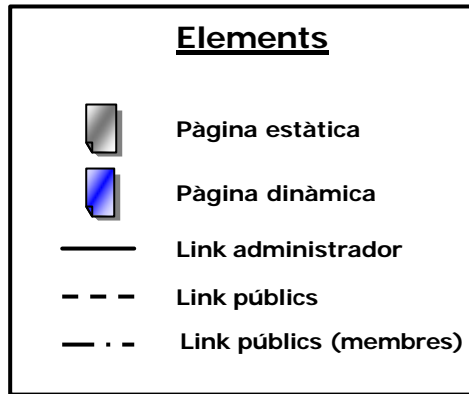 Elements
Pàgina estàtica
Pàgina dinàmica
Link administrador
Link públics
Link públics (membres)